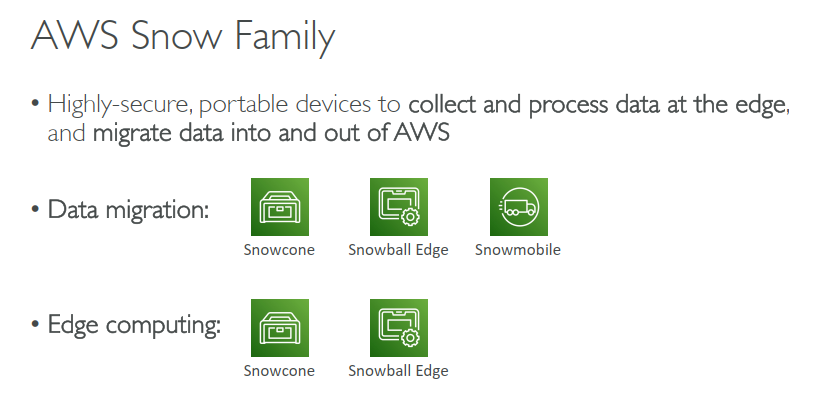 AWS Snow Family
• Highly-secure, portable devices to collect and process data at the edge,
and migrate data into and out of AWS
• Data migration:
Snowcone Snowball Edge Snowmobile
• Edge computing:
Snowcone Snowball Edge